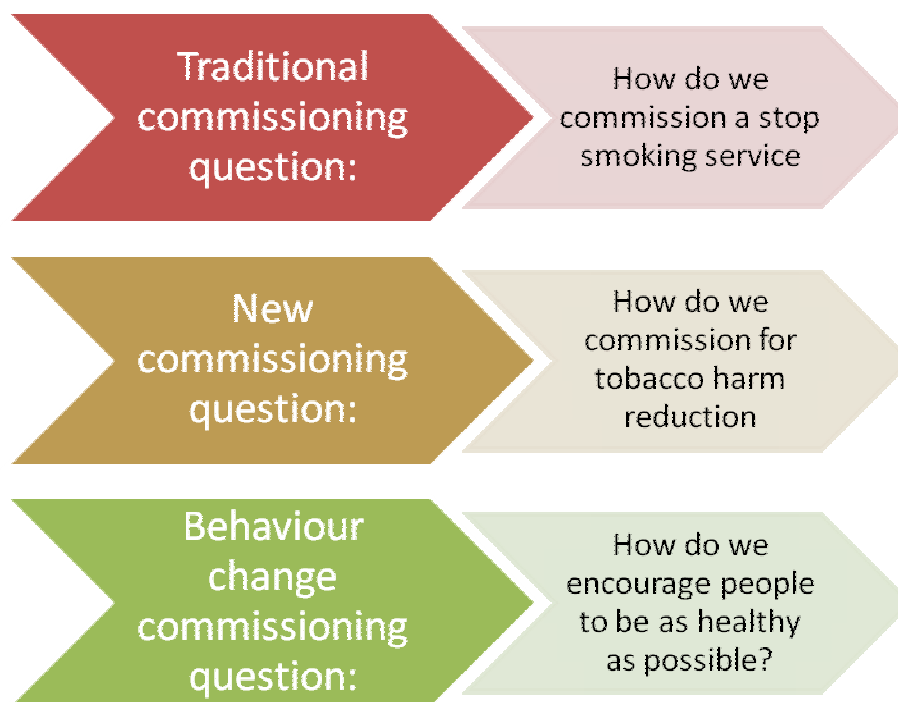 Traditional
commissioning
question:
How do we
commission a stop
smoking service
New
commissioning
question:
How do we
commission for
tobacco harm
reduction
Behaviour
change
commissioning
question:
How do we
encourage people
to be as healthy
as possible?